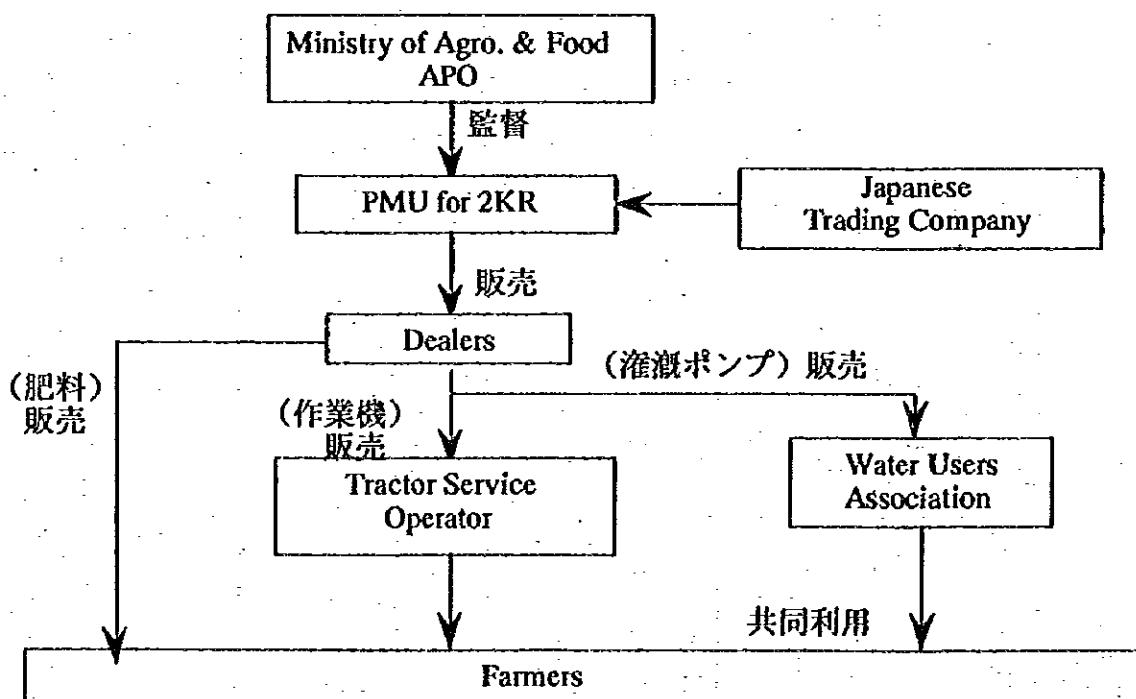 Ministry of Agro. & Food
APO
監督
PMU for 2KR
Japanese
Trading Company
販売
Dealers
(灌漑ポンプ) 販売
(肥料)
販売
(作業機)
販売
Tractor Service
Operator
Water Users
Association
共同利用
Farmers